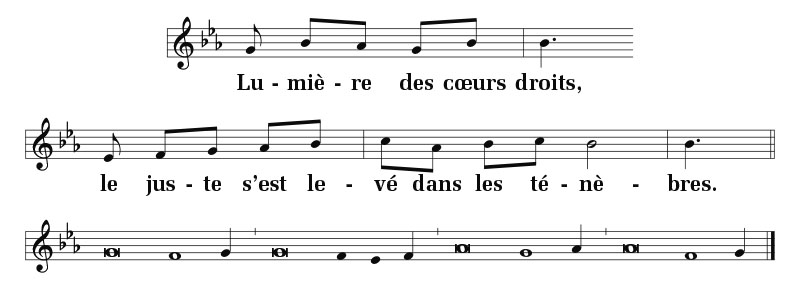 Lu - miè - re des cœurs droits,
le jus - te s’est le - vé dans les té - nè - bres.